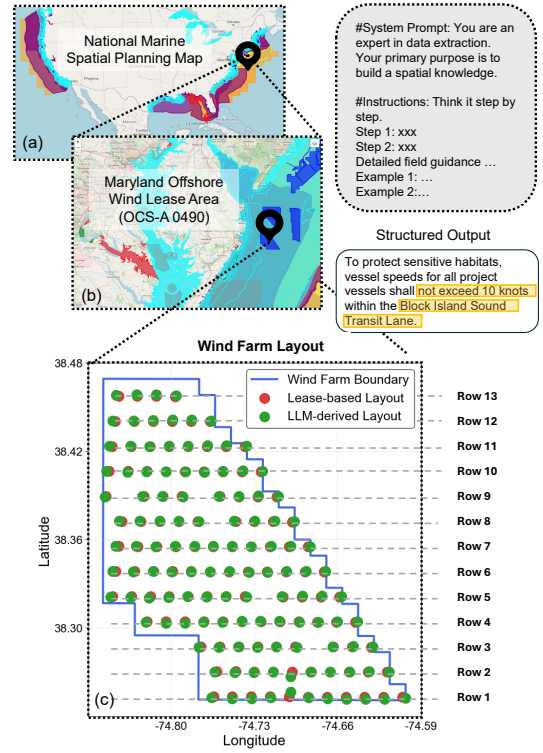 National Marine
Spatial Planning Map
(a)
Maryland Offshore
Wind Lease Area
(OCS-A 0490)
(b)
#System Prompt: You are an
expert in data extraction.
Your primary purpose is to
build a spatial knowledge.
#Instructions: Think it step by
step.
Step 1: xxx
Step 2: xxx
Detailed field guidance ...
Example 1: ...
Example 2:...
Structured Output
To protect sensitive habitats,
vessel speeds for all project
vessels shall not exceed 10 knots
within the Block Island Sound
Transit Lane.
Wind Farm Layout
38.48
38.42
38.36
38.30
Latitude
Wind Farm Boundary
Lease-based Layout
LLM-derived Layout
Row 13
Row 12
Row 11
Row 10
Row 9
Row 8
Row 7
Row 6
Row 5
Row 4
Row 3
Row 2
Row 1
(c)
-74.80
-74.73
-74.66
-74.59
Longitude